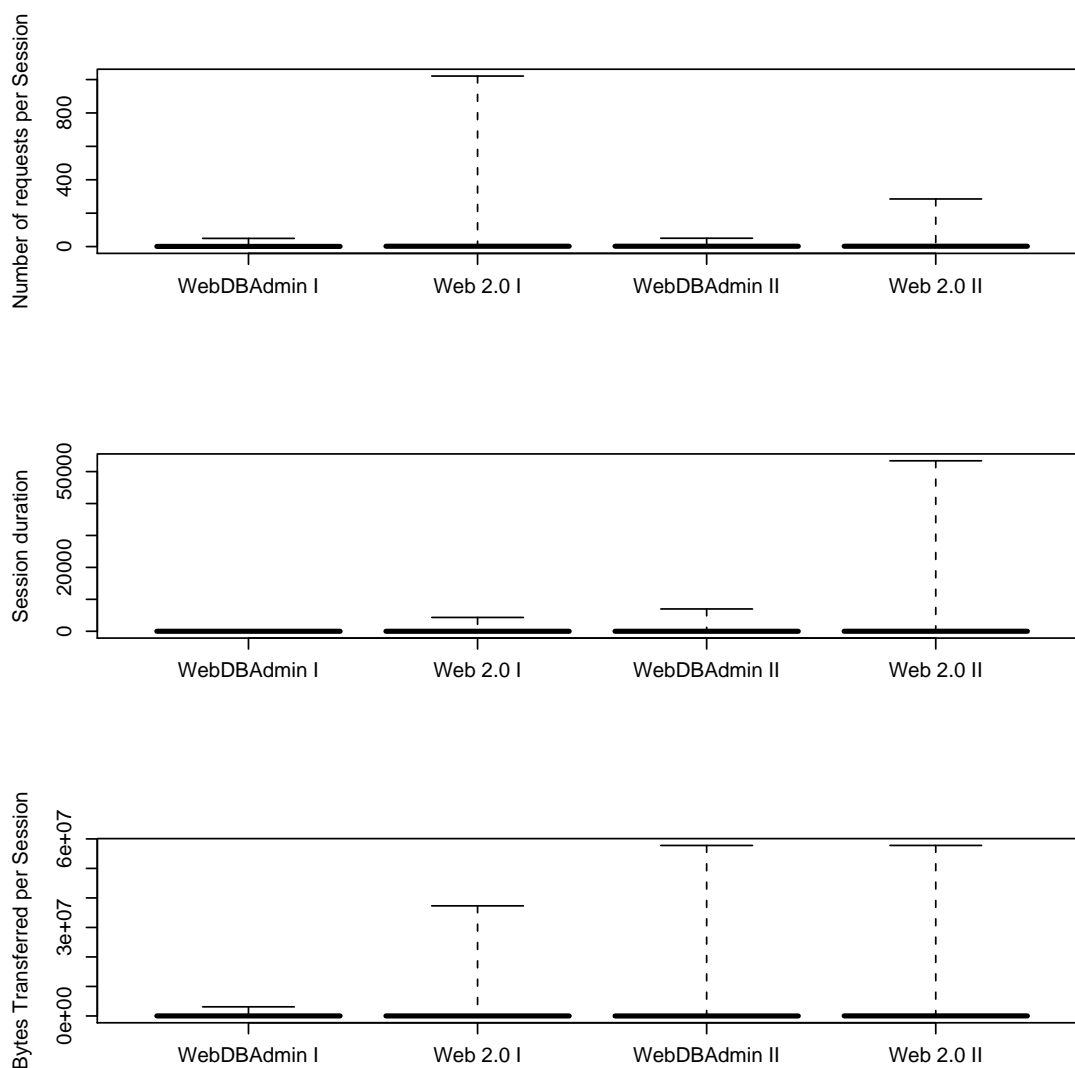 Number of requests per Session
800
400
0
WebDBAdmin I
Web 2.0 I
WebDBAdmin II
Web 2.0 II
Session duration
50000
20000
0
WebDBAdmin I
Web 2.0 I
WebDBAdmin II
Web 2.0 II
Bytes Transferred per Session
6e+07
3e+07
0e+00
WebDBAdmin I
Web 2.0 I
WebDBAdmin II
Web 2.0 II